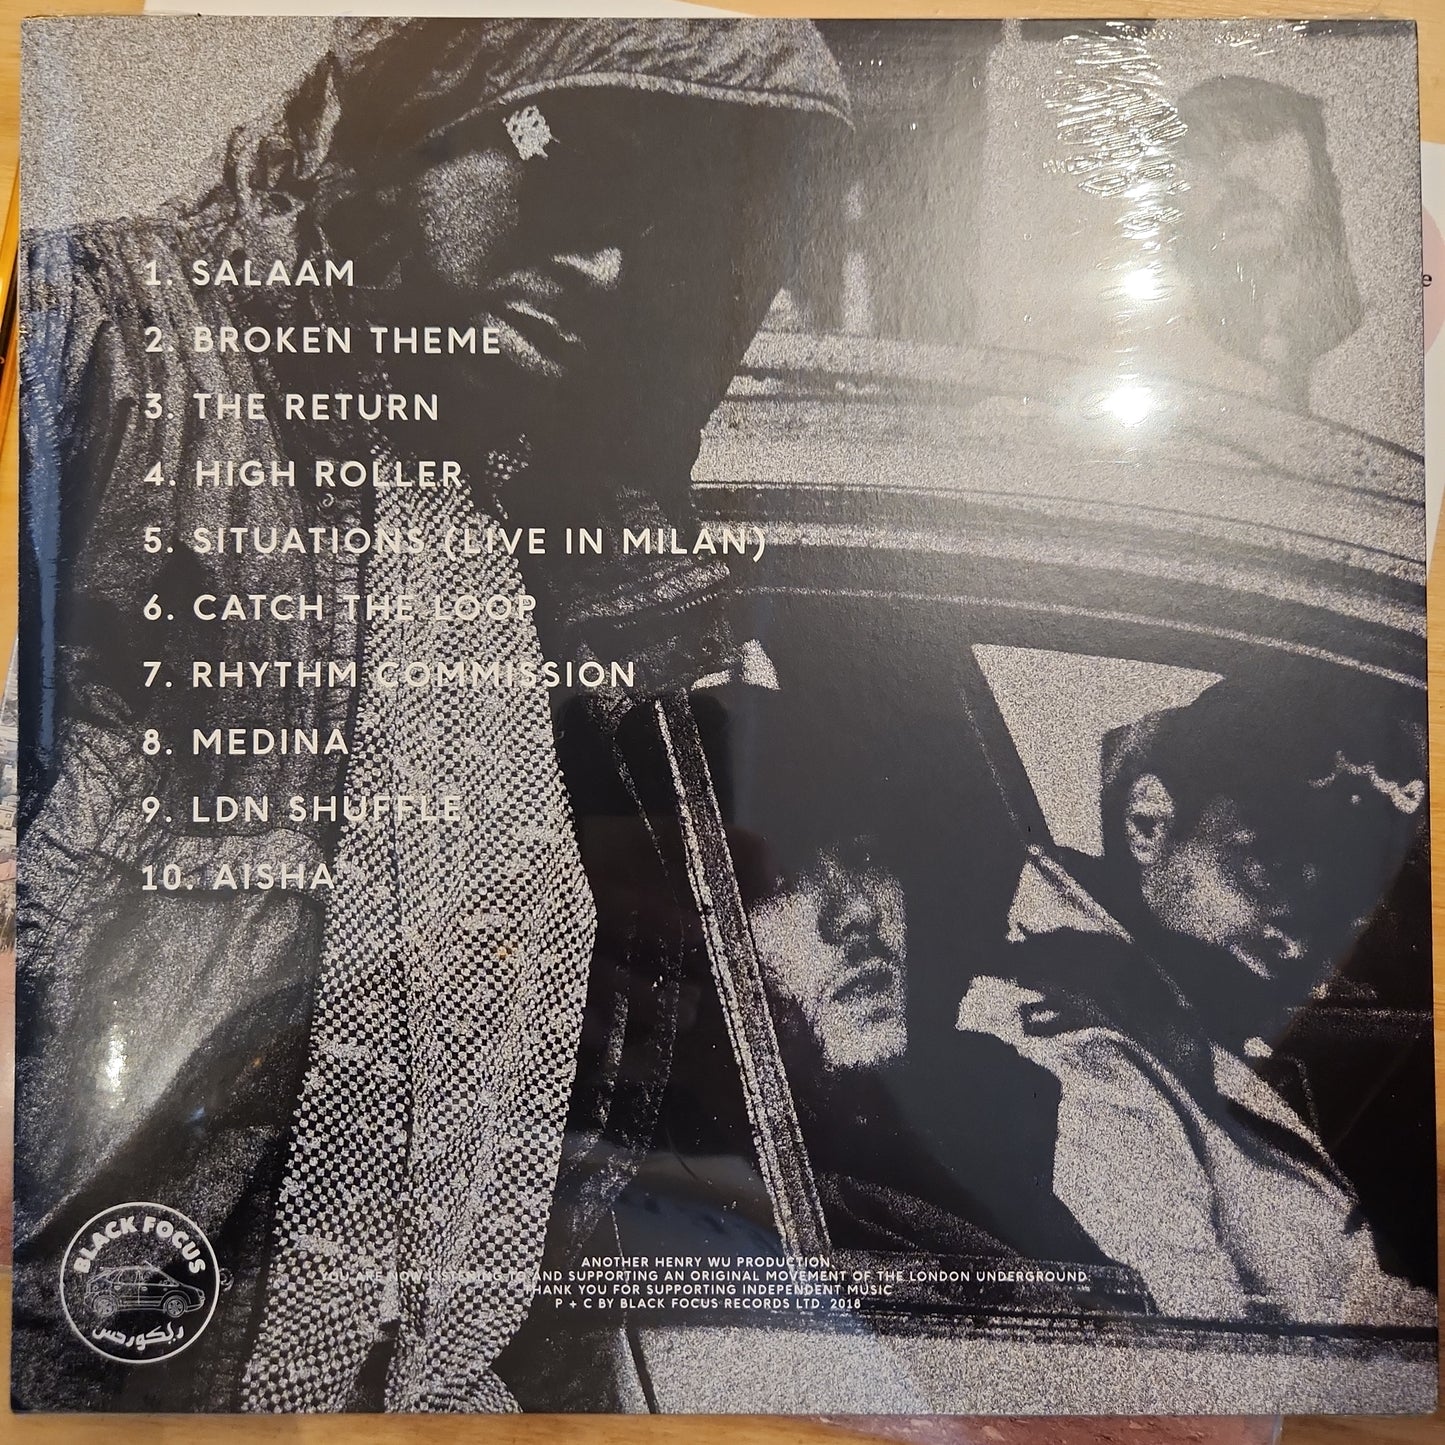 1. SALAAM
2. BROKEN THEME
3. THE RETURN
4. HIGH ROLLER
5. SITUATIONS (LIVE IN MILAN)
6. CATCH THE LOOP
7. RHYTHM COMMISSION
8. MEDINA
9. LDN SHUFFLE
10. AISHA
BLACK FOCUS
ريكوردس
ANOTHER HENRY WU PRODUCTION.
YOU ARE NOW LISTENING TO AND SUPPORTING AN ORIGINAL MOVEMENT OF THE LONDON UNDERGROUND.
THANK YOU FOR SUPPORTING INDEPENDENT MUSIC
P + C BY BLACK FOCUS RECORDS LTD. 2018
e